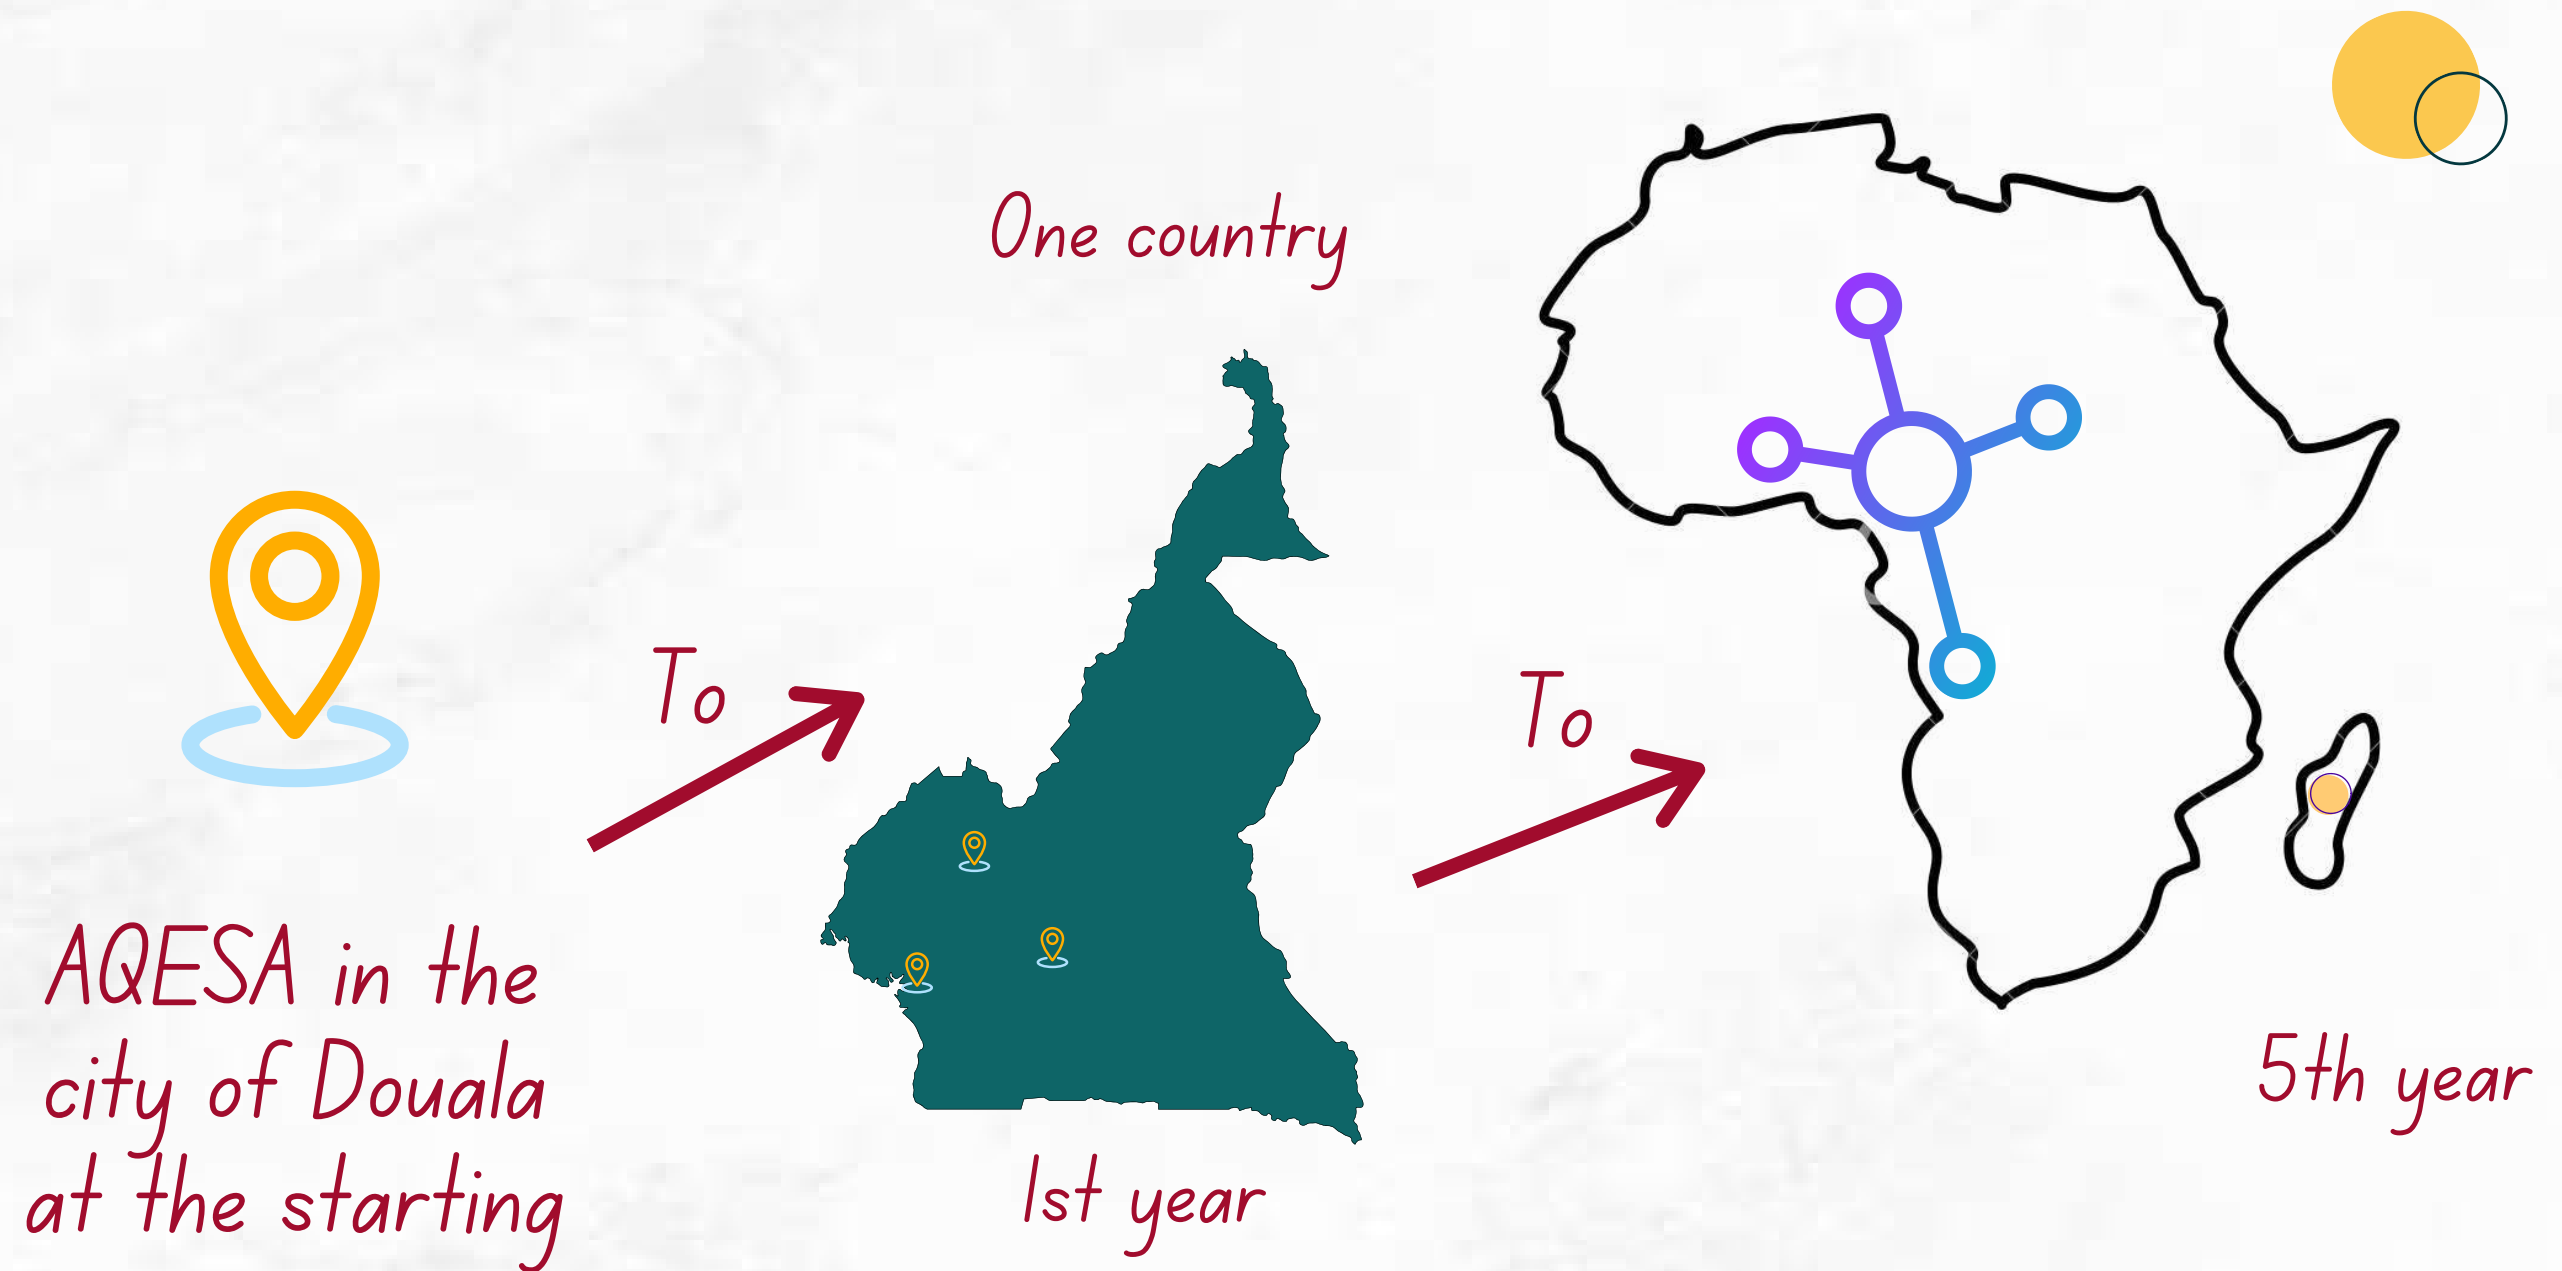 AQESA in the
city of Douala
at the starting
To
One country
1st year
To
5th year